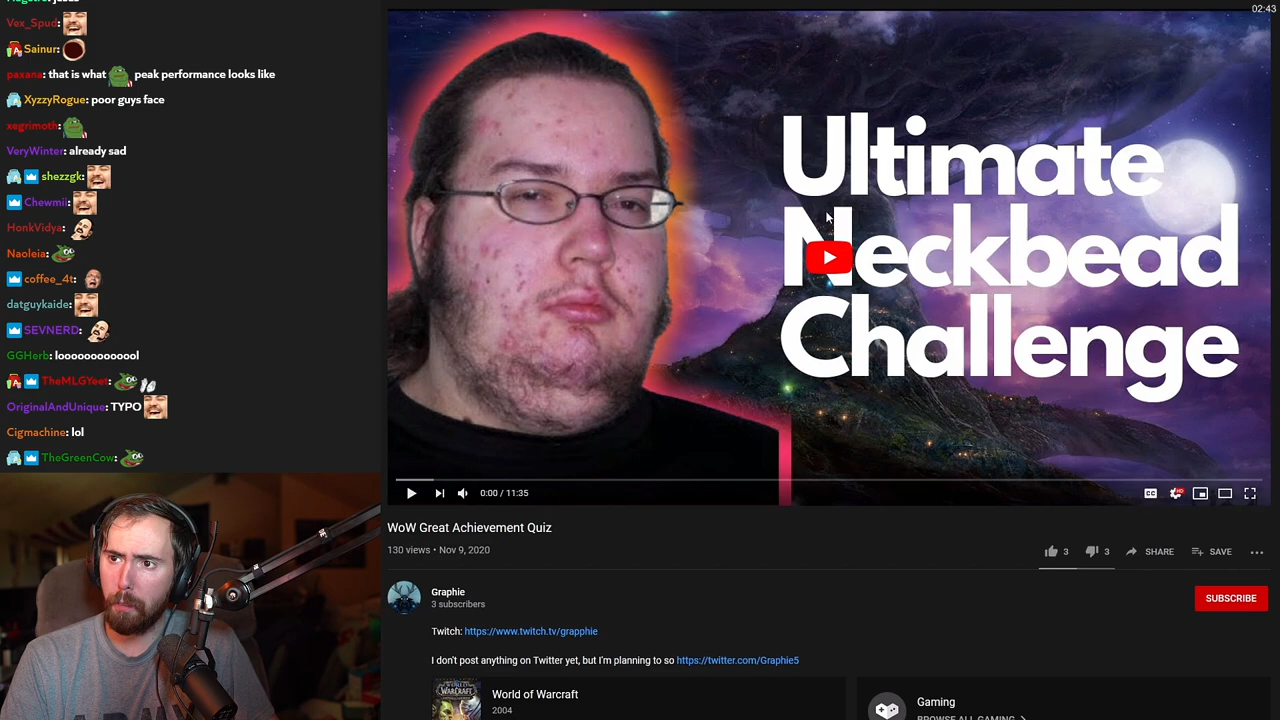 Vex_Spud:
Sainur:
paxana: that is what peak performance looks like
XyzzyRogue: poor guys face
xegrimoth:
VeryWinter: already sad
shezzgk:
Chewmii:
HonkVidya:
Naoleia:
coffee_4t:
datguykaide:
SEVNERD:
GGHerb: looooooooooool
TheMLGYeet:
OriginalAndUnique: TYPO
Cigmachine: lol
TheGreenCow:
02:43
Ultimate
Neckbead
Challenge
0:00 / 11:35
WoW Great Achievement Quiz
130 views • Nov 9, 2020
3
3
SHARE
SAVE
Graphie
3 subscribers
SUBSCRIBE
Twitch: https://www.twitch.tv/grapphie
I don't post anything on Twitter yet, but I'm planning to so https://twitter.com/Graphie5
World of Warcraft
2004
Gaming
BROWSE ALL GAMING